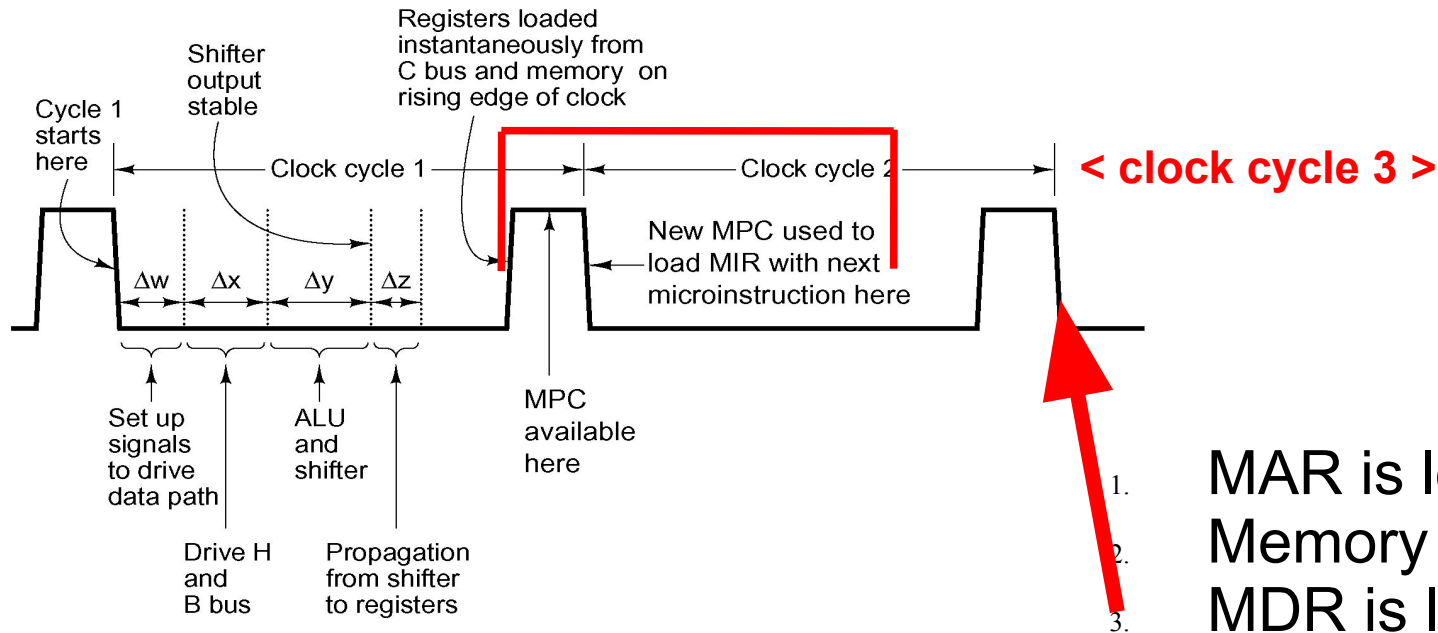 Registers loaded
instantaneously from
C bus and memory on
rising edge of clock
Shifter
output
stable
Cycle 1
starts
here
Clock cycle 1
Clock cycle 2
< clock cycle 3 >
New MPC used to
load MIR with next
microinstruction here
Δw
Δx
Δy
Δz
Set up
signals
to drive
data path
ALU
and
shifter
MPC
available
here
Drive H
and
B bus
Propagation
from shifter
to registers
1. MAR is
2. Memory
3. MDR is